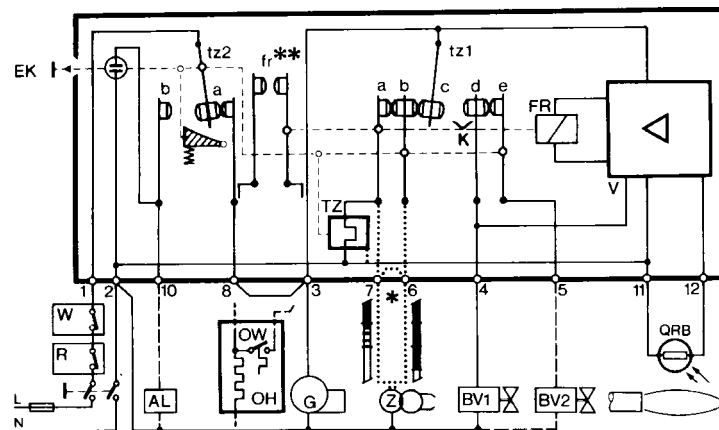 tz2 fr** tz1
EK
b a a b c d e
FR
K
TZ V
1 2 10 8 3 7 * 6 4 5 11 12
W
R OW QRB
L AL OH G Z BV1 BV2
N